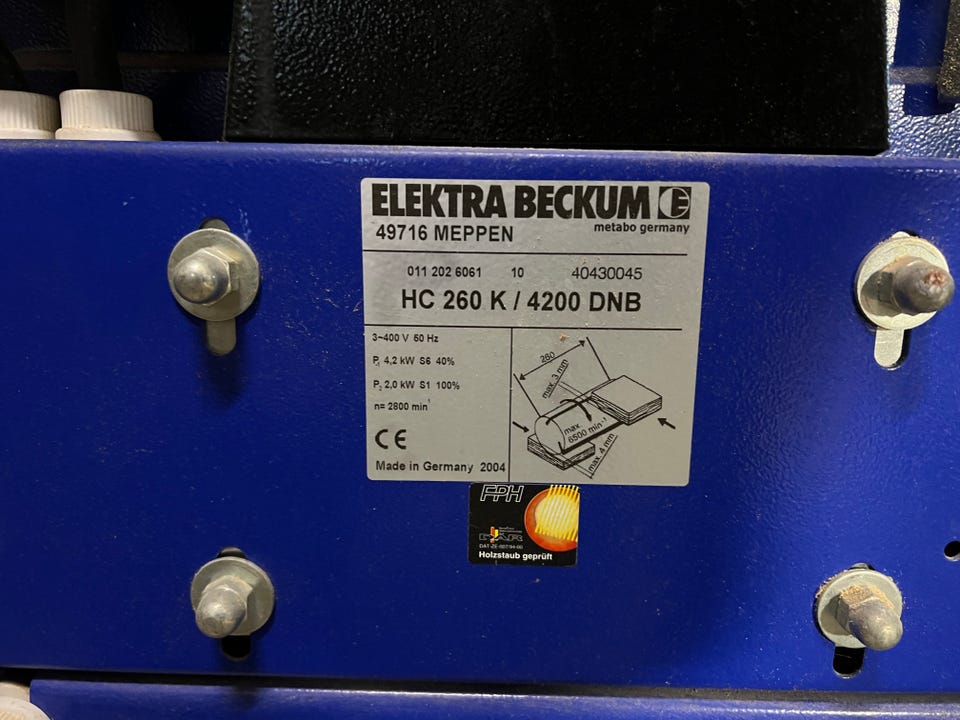 ELEKTRA BECKUM E
metabo germany
49716 MEPPEN
011 202 6061 10 40430045
HC 260 K / 4200 DNB
3~400 V 50 Hz
P₁ 4,2 kW S6 40%
P₂ 2,0 kW S1 100%
n= 2800 min¹
CE
Made in Germany 2004
260
max. 3 mm
max.
6500 min⁻¹
max. 4 mm
FPH
Holzstaub geprüft